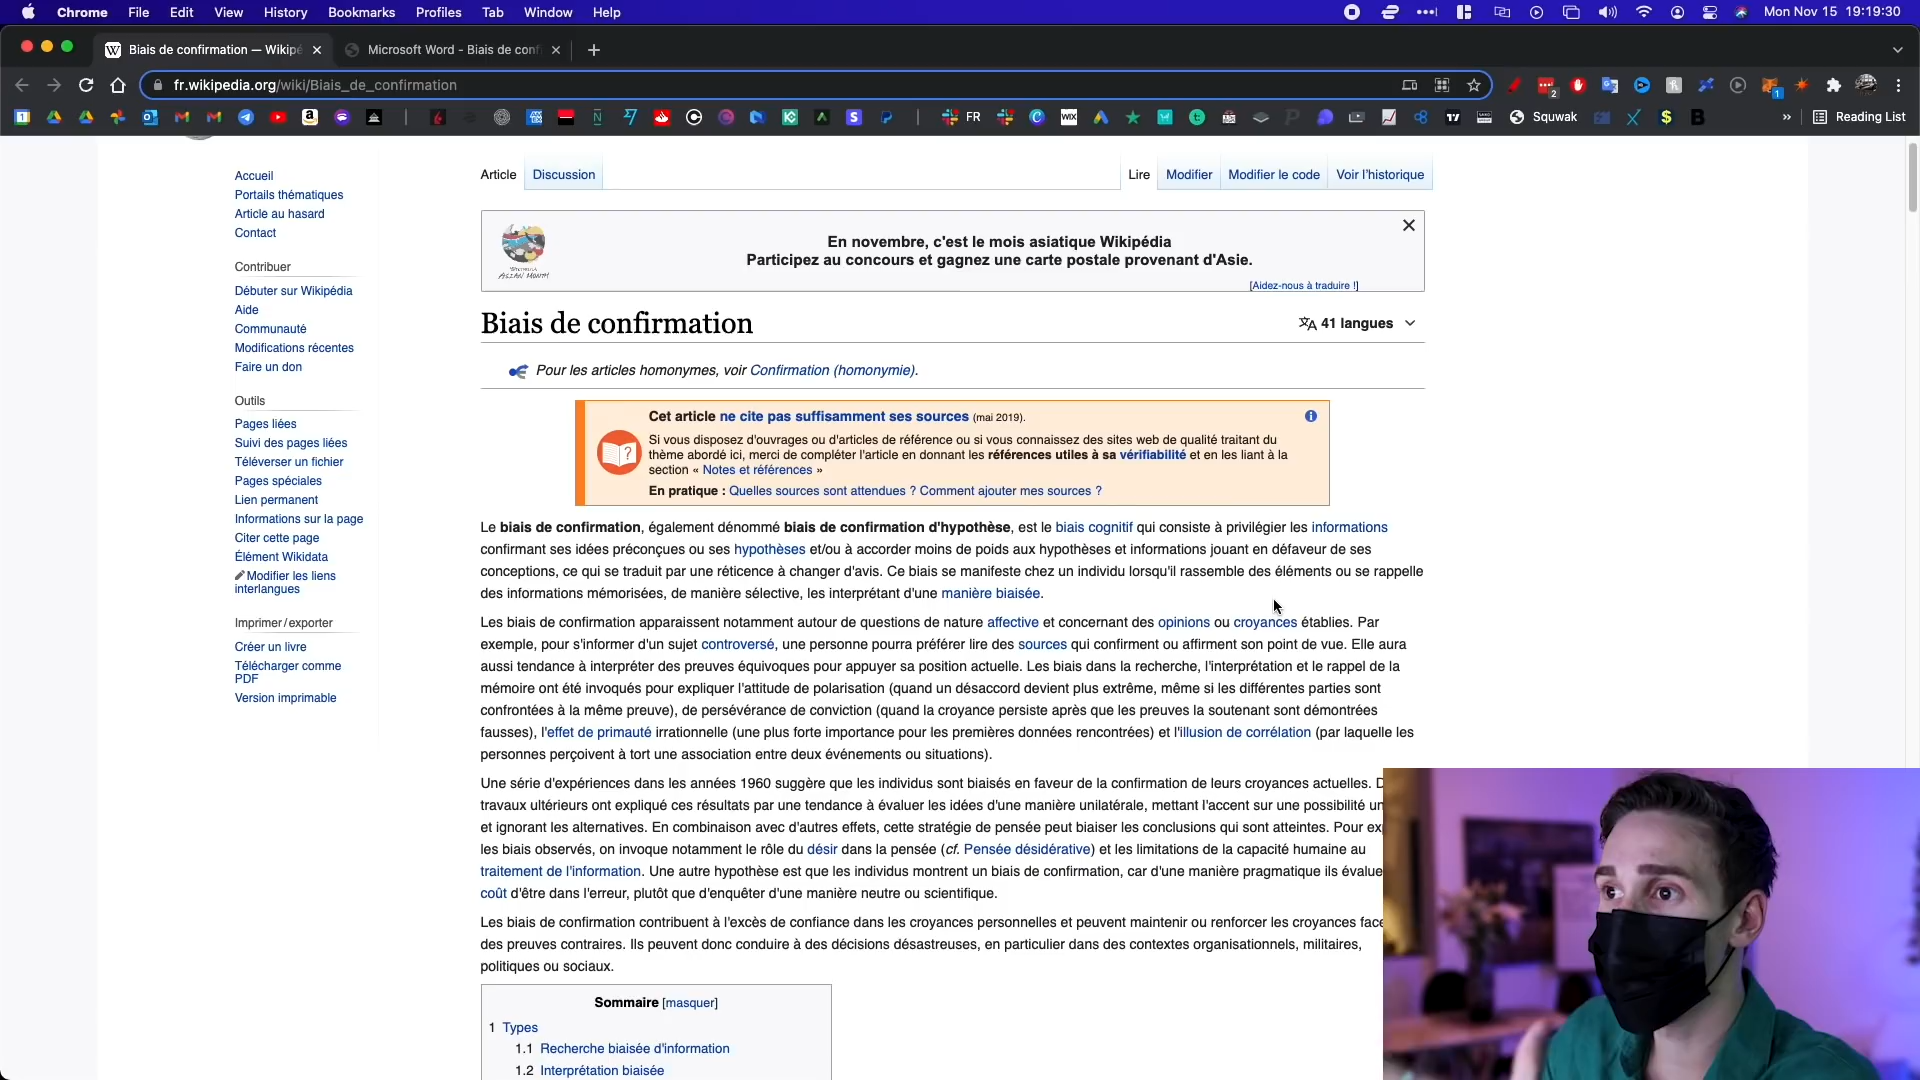 Chrome File Edit View History Bookmarks Profiles Tab Window Help Mon Nov 15 19:19:30
Biais de confirmation — Wikipé
Microsoft Word - Biais de conf
fr.wikipedia.org/wiki/Biais_de_confirmation
FR
WIX
Squwak
Reading List
Accueil
Portails thématiques
Article au hasard
Contact
Contribuer
Débuter sur Wikipédia
Aide
Communauté
Modifications récentes
Faire un don
Outils
Pages liées
Suivi des pages liées
Téléverser un fichier
Pages spéciales
Lien permanent
Informations sur la page
Citer cette page
Élément Wikidata
Modifier les liens
interlangues
Imprimer / exporter
Créer un livre
Télécharger comme
PDF
Version imprimable
Article Discussion Lire Modifier Modifier le code Voir l'historique
En novembre, c'est le mois asiatique Wikipédia
Participez au concours et gagnez une carte postale provenant d'Asie.
[Aidez-nous à traduire !]
WIKIPEDIA
ASIAN MONTH
Biais de confirmation
41 langues
Pour les articles homonymes, voir Confirmation (homonymie).
Cet article ne cite pas suffisamment ses sources (mai 2019).
Si vous disposez d'ouvrages ou d'articles de référence ou si vous connaissez des sites web de qualité traitant du
thème abordé ici, merci de compléter l'article en donnant les références utiles à sa vérifiabilité et en les liant à la
section « Notes et références »
En pratique : Quelles sources sont attendues ? Comment ajouter mes sources ?
Le biais de confirmation, également dénommé biais de confirmation d'hypothèse, est le biais cognitif qui consiste à privilégier les informations
confirmant ses idées préconçues ou ses hypothèses et/ou à accorder moins de poids aux hypothèses et informations jouant en défaveur de ses
conceptions, ce qui se traduit par une réticence à changer d'avis. Ce biais se manifeste chez un individu lorsqu'il rassemble des éléments ou se rappelle
des informations mémorisées, de manière sélective, les interprétant d'une manière biaisée.
Les biais de confirmation apparaissent notamment autour de questions de nature affective et concernant des opinions ou croyances établies. Par
exemple, pour s'informer d'un sujet controversé, une personne pourra préférer lire des sources qui confirment ou affirment son point de vue. Elle aura
aussi tendance à interpréter des preuves équivoques pour appuyer sa position actuelle. Les biais dans la recherche, l'interprétation et le rappel de la
mémoire ont été invoqués pour expliquer l'attitude de polarisation (quand un désaccord devient plus extrême, même si les différentes parties sont
confrontées à la même preuve), de persévérance de conviction (quand la croyance persiste après que les preuves la soutenant sont démontrées
fausses), l'effet de primauté irrationnelle (une plus forte importance pour les premières données rencontrées) et l'illusion de corrélation (par laquelle les
personnes perçoivent à tort une association entre deux événements ou situations).
Une série d'expériences dans les années 1960 suggère que les individus sont biaisés en faveur de la confirmation de leurs croyances actuelles. D
travaux ultérieurs ont expliqué ces résultats par une tendance à évaluer les idées d'une manière unilatérale, mettant l'accent sur une possibilité un
et ignorant les alternatives. En combinaison avec d'autres effets, cette stratégie de pensée peut biaiser les conclusions qui sont atteintes. Pour ex
les biais observés, on invoque notamment le rôle du désir dans la pensée (cf. Pensée désidérative) et les limitations de la capacité humaine au
traitement de l'information. Une autre hypothèse est que les individus montrent un biais de confirmation, car d'une manière pragmatique ils évalue
coût d'être dans l'erreur, plutôt que d'enquêter d'une manière neutre ou scientifique.
Les biais de confirmation contribuent à l'excès de confiance dans les croyances personnelles et peuvent maintenir ou renforcer les croyances face
des preuves contraires. Ils peuvent donc conduire à des décisions désastreuses, en particulier dans des contextes organisationnels, militaires,
politiques ou sociaux.
Sommaire [masquer]
1 Types
1.1 Recherche biaisée d'information
1.2 Interprétation biaisée